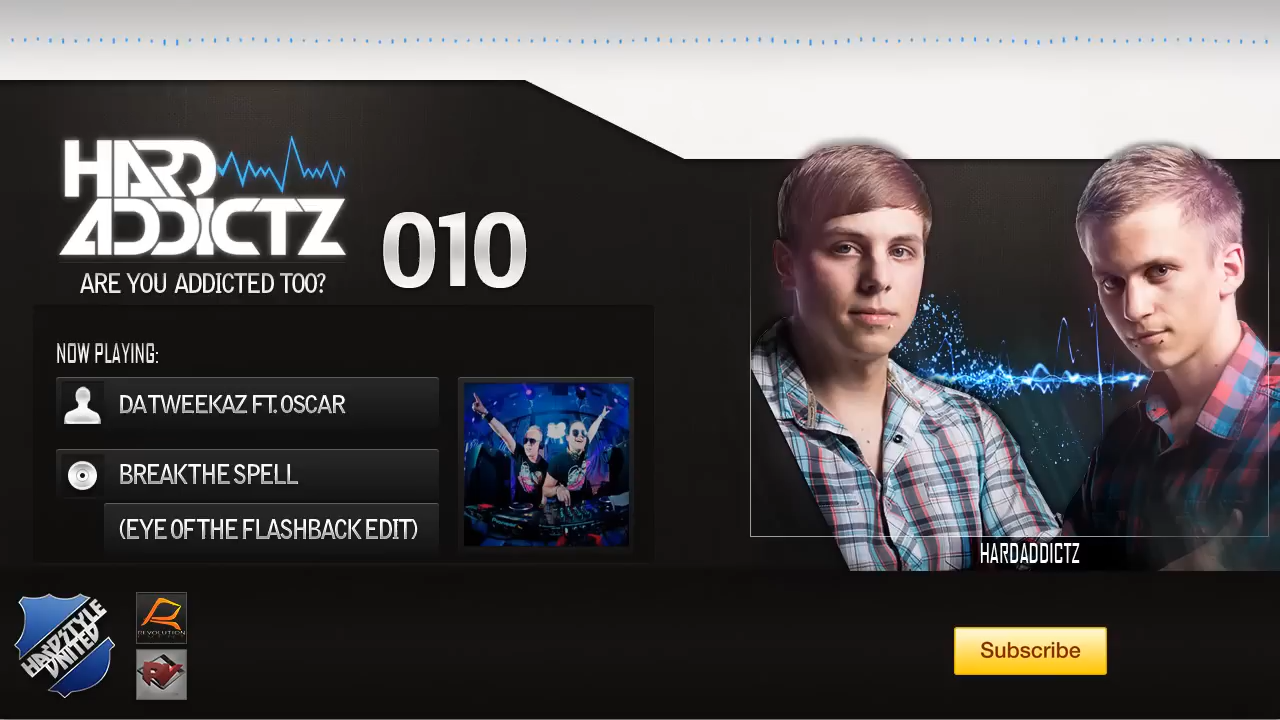 HARD
ADDICTZ
ARE YOU ADDICTED TOO?
010
NOW PLAYING:
DA TWEEKAZ FT. OSCAR
BREAK THE SPELL
(EYE OF THE FLASHBACK EDIT)
HARDADDICTZ
HARDSTYLE
UNITED
REVOLUTION
Subscribe